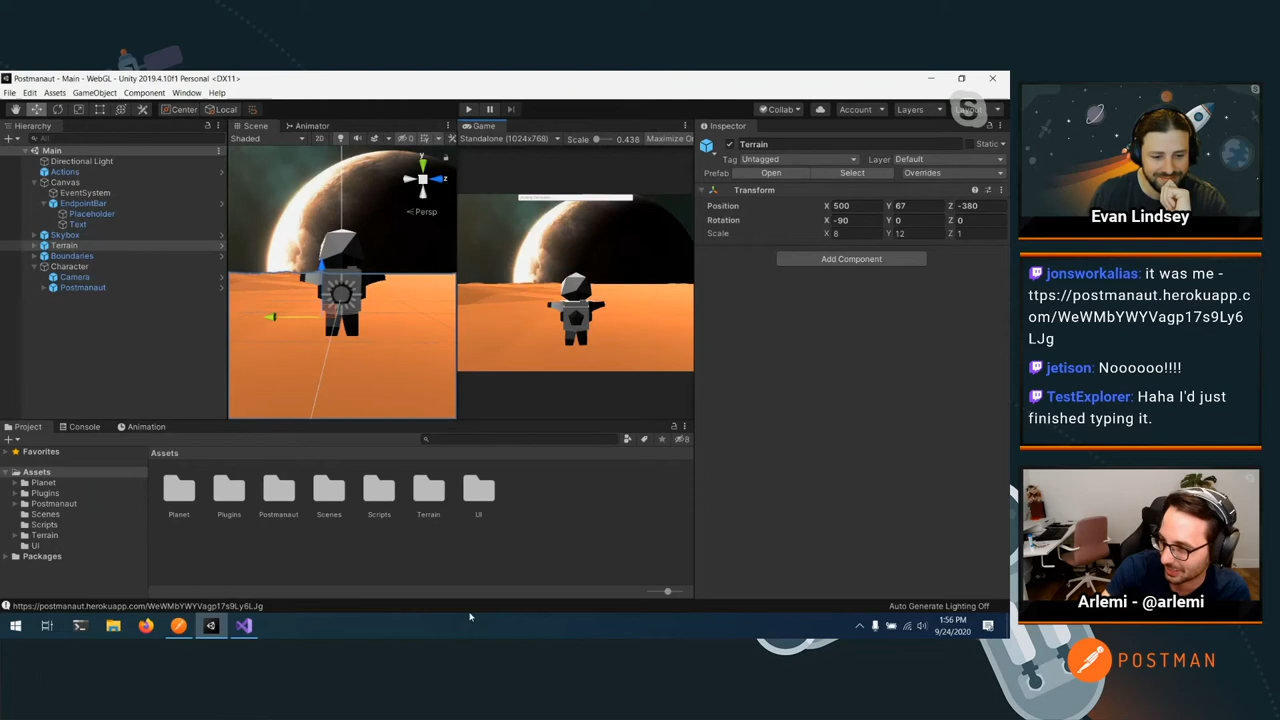 Postmanaut - Main - WebGL - Unity 2019.4.10f1 Personal <DX11>
File Edit Assets GameObject Component Window Help
Center Local
Collab Account Layers Layout
Hierarchy
All
Main
Directional Light
Actions
Canvas
EventSystem
EndpointBar
Placeholder
Text
Skybox
Terrain
Boundaries
Character
Camera
Postmanaut
Scene Animator
Shaded 2D 0
y
z
Persp
Game
Standalone (1024x768) Scale 0.438 Maximize On
Inspector
Terrain Static
Tag Untagged Layer Default
Prefab Open Select Overrides
Transform
Position X 500 Y 67 Z -380
Rotation X -90 Y 0 Z 0
Scale X 8 Y 12 Z 1
Add Component
Project Console Animation
8
Favorites
Assets
Planet
Plugins
Postmanaut
Scenes
Scripts
Terrain
Ui
Packages
Assets
Planet Plugins Postmanaut Scenes Scripts Terrain UI
https://postmanaut.herokuapp.com/WeWMbYWYVagp17s9Ly6LJg
Auto Generate Lighting Off
1:56 PM
9/24/2020
Evan Lindsey
jonsworkalias: it was me -
ttps://postmanaut.herokuapp.c
om/WeWMbYWYVagp17s9Ly6
LJg
jetison: Noooooo!!!!
TestExplorer: Haha I'd just
finished typing it.
Arlemi - @arlemi
POSTMAN